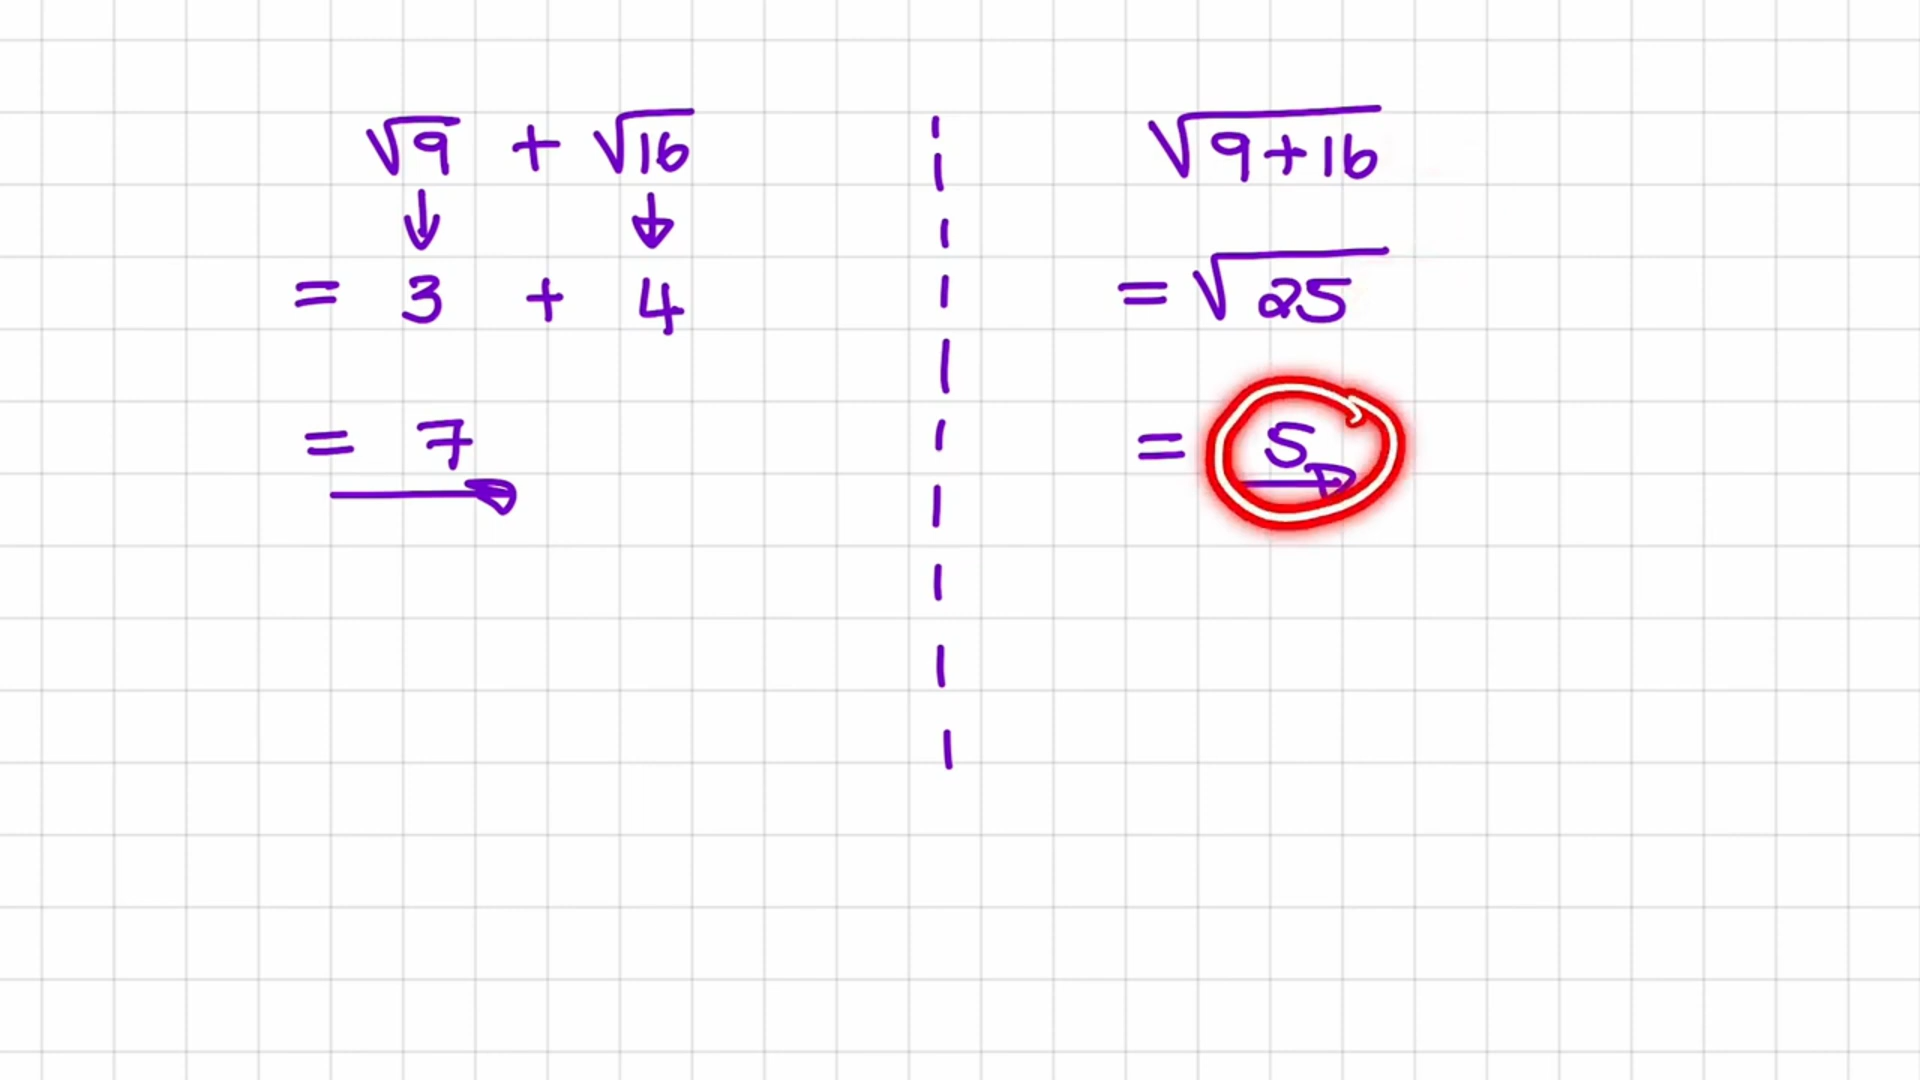 √9 + √16
↓ ↓
= 3 + 4
= 7
√9+16
= √25
= 5